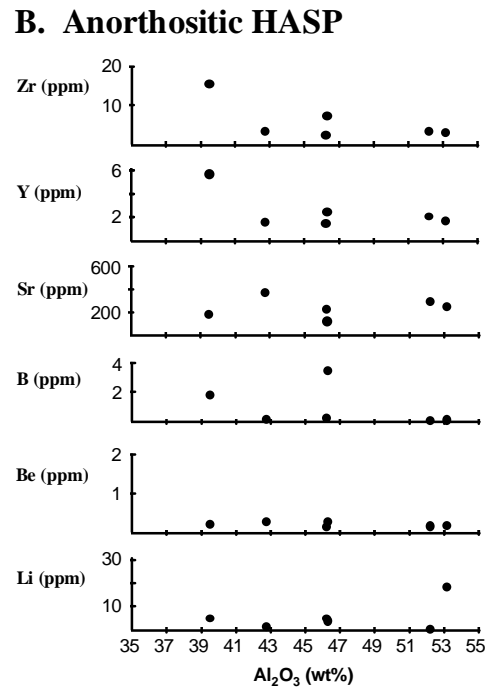 B. Anorthositic HASP
Zr (ppm)
20
10
Y (ppm)
6
2
Sr (ppm)
600
200
B (ppm)
4
2
Be (ppm)
2
1
Li (ppm)
30
10
35 37 39 41 43 45 47 49 51 53 55
Al₂O₃ (wt%)